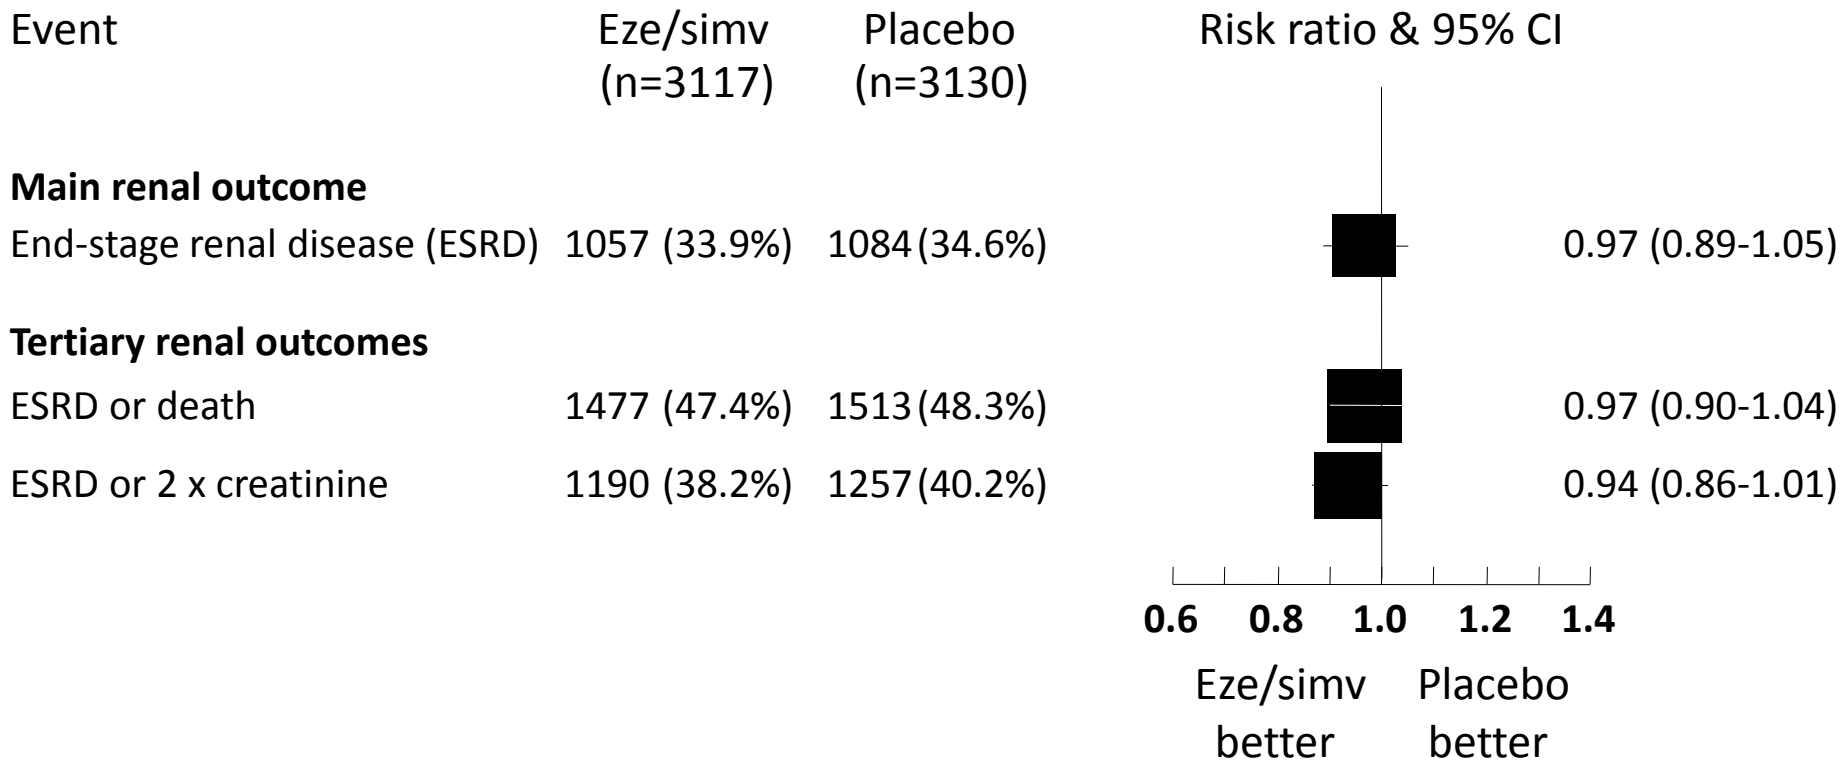 Event Eze/simv Placebo Risk ratio & 95% CI
(n=3117) (n=3130)
Main renal outcome
End-stage renal disease (ESRD) 1057 (33.9%) 1084 (34.6%) 0.97 (0.89-1.05)
Tertiary renal outcomes
ESRD or death 1477 (47.4%) 1513 (48.3%) 0.97 (0.90-1.04)
ESRD or 2 x creatinine 1190 (38.2%) 1257 (40.2%) 0.94 (0.86-1.01)
0.6 0.8 1.0 1.2 1.4
Eze/simv Placebo
better better